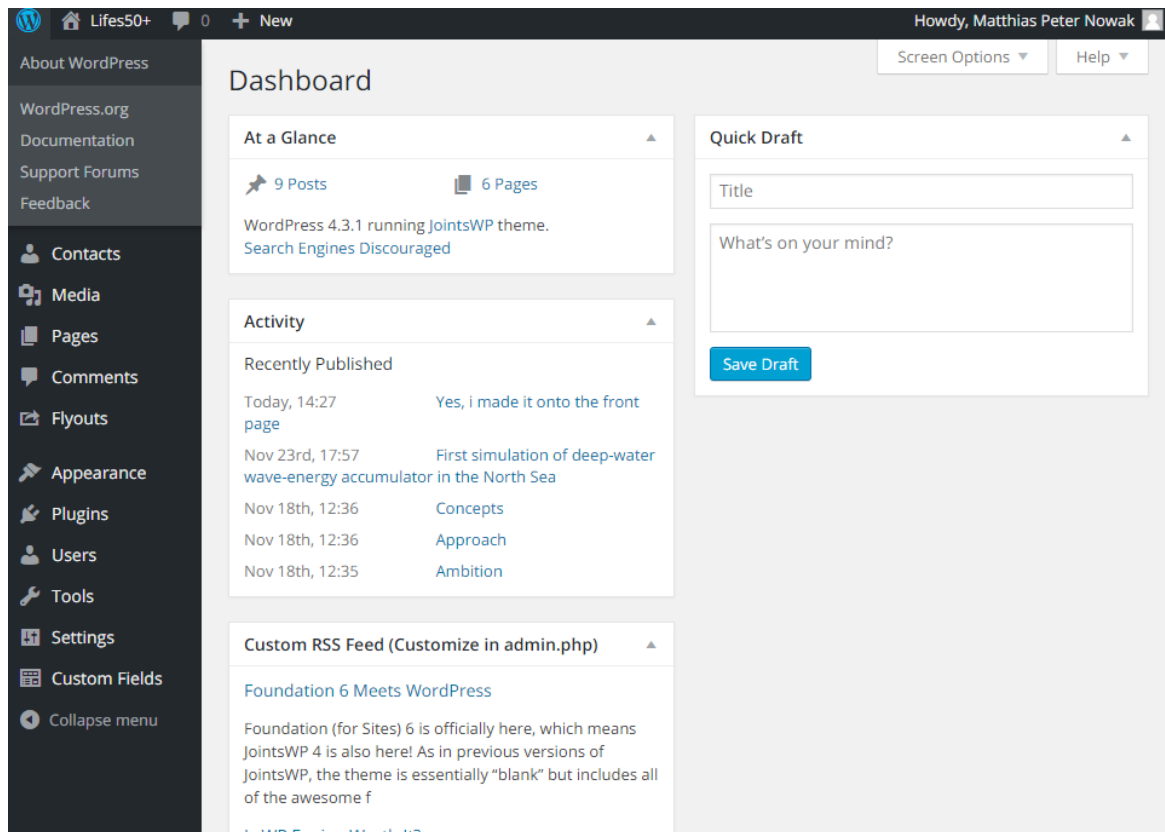 Lifes50+ 0 + New Howdy, Matthias Peter Nowak
About WordPress
WordPress.org
Documentation
Support Forums
Feedback
Contacts
Media
Pages
Comments
Flyouts
Appearance
Plugins
Users
Tools
Settings
Custom Fields
Collapse menu
Screen Options Help
Dashboard
At a Glance
9 Posts 6 Pages
WordPress 4.3.1 running JointsWP theme.
Search Engines Discouraged
Activity
Recently Published
Today, 14:27 Yes, i made it onto the front
page
Nov 23rd, 17:57 First simulation of deep-water
wave-energy accumulator in the North Sea
Nov 18th, 12:36 Concepts
Nov 18th, 12:36 Approach
Nov 18th, 12:35 Ambition
Custom RSS Feed (Customize in admin.php)
Foundation 6 Meets WordPress
Foundation (for Sites) 6 is officially here, which means
JointsWP 4 is also here! As in previous versions of
JointsWP, the theme is essentially “blank” but includes all
of the awesome f
Quick Draft
Title
What’s on your mind?
Save Draft